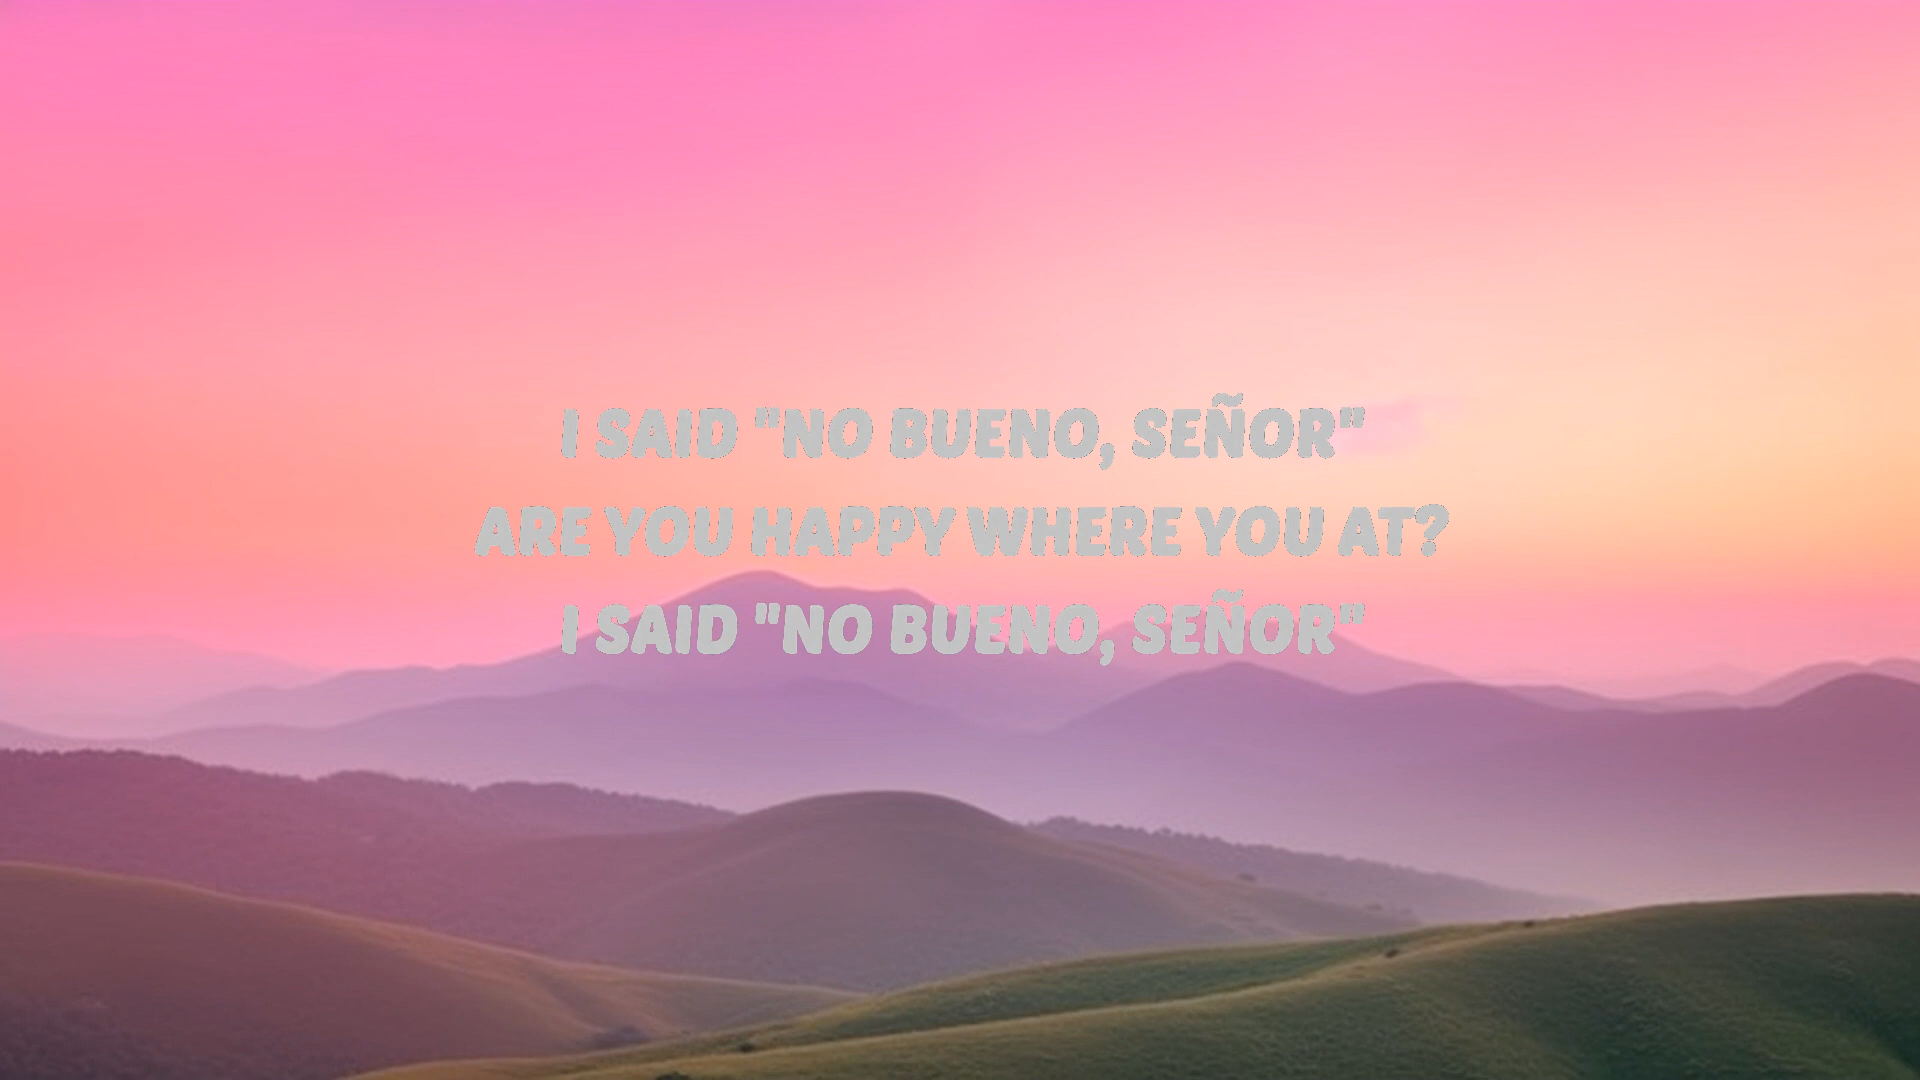 I SAID "NO BUENO, SEÑOR"
ARE YOU HAPPY WHERE YOU AT?
I SAID "NO BUENO, SEÑOR"